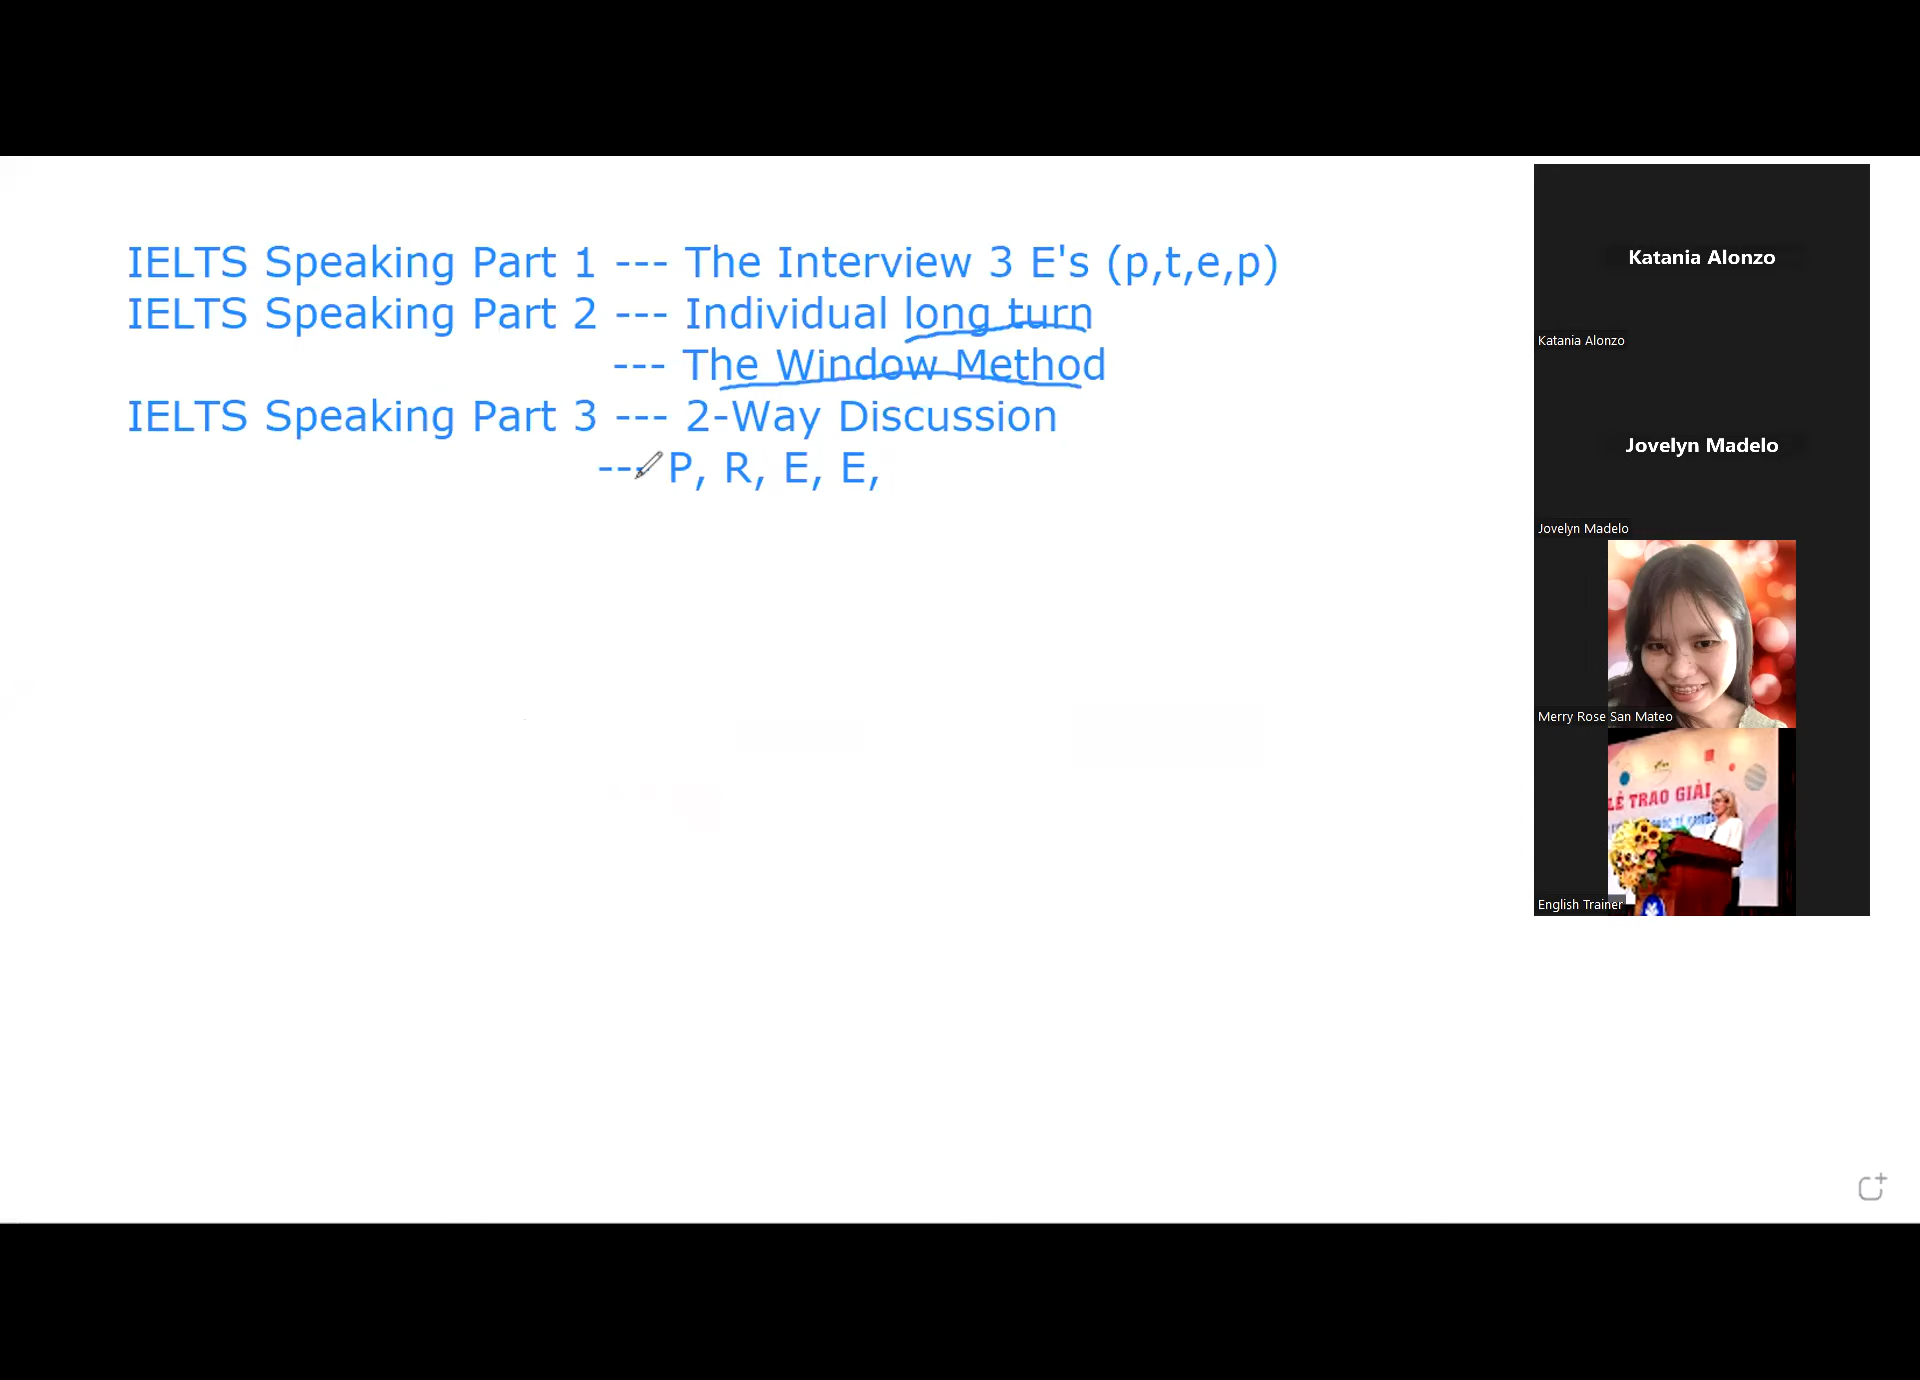 IELTS Speaking Part 1 --- The Interview 3 E's (p,t,e,p)
IELTS Speaking Part 2 --- Individual long turn
--- The Window Method
IELTS Speaking Part 3 --- 2-Way Discussion
--- P, R, E, E,
Katania Alonzo
Katania Alonzo
Jovelyn Madelo
Jovelyn Madelo
Merry Rose San Mateo
LỄ TRAO GIẢI
English Trainer